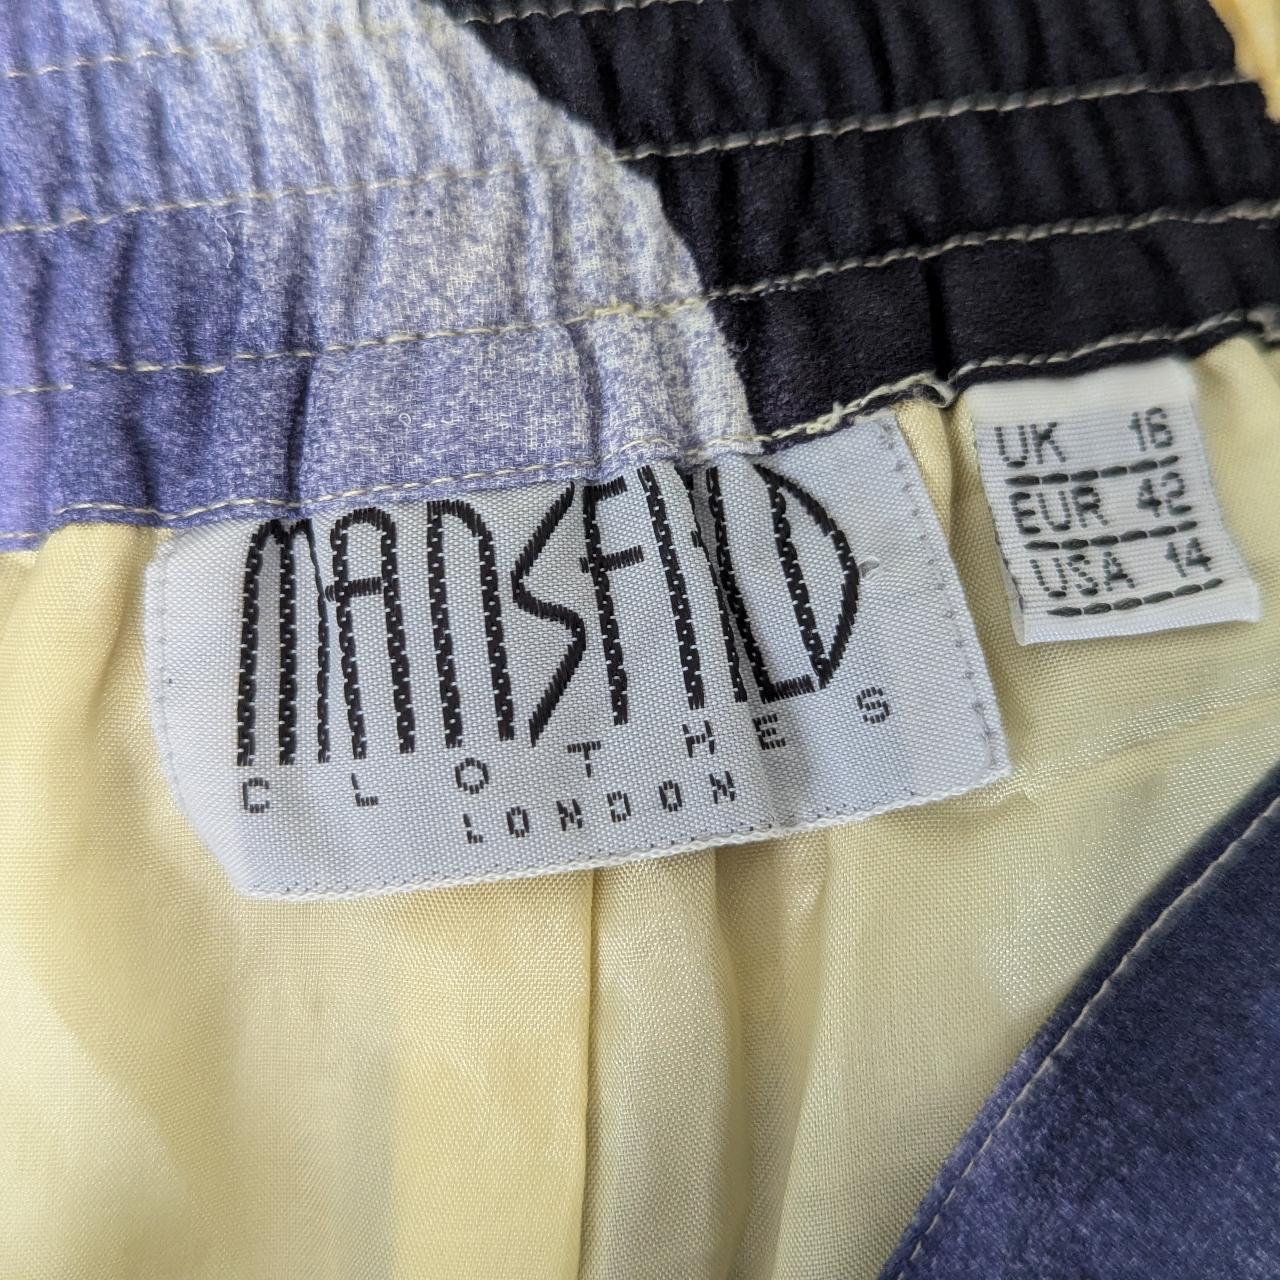 MANSFIELD
CLOTHES
LONDON
UK 16
EUR 42
USA 14